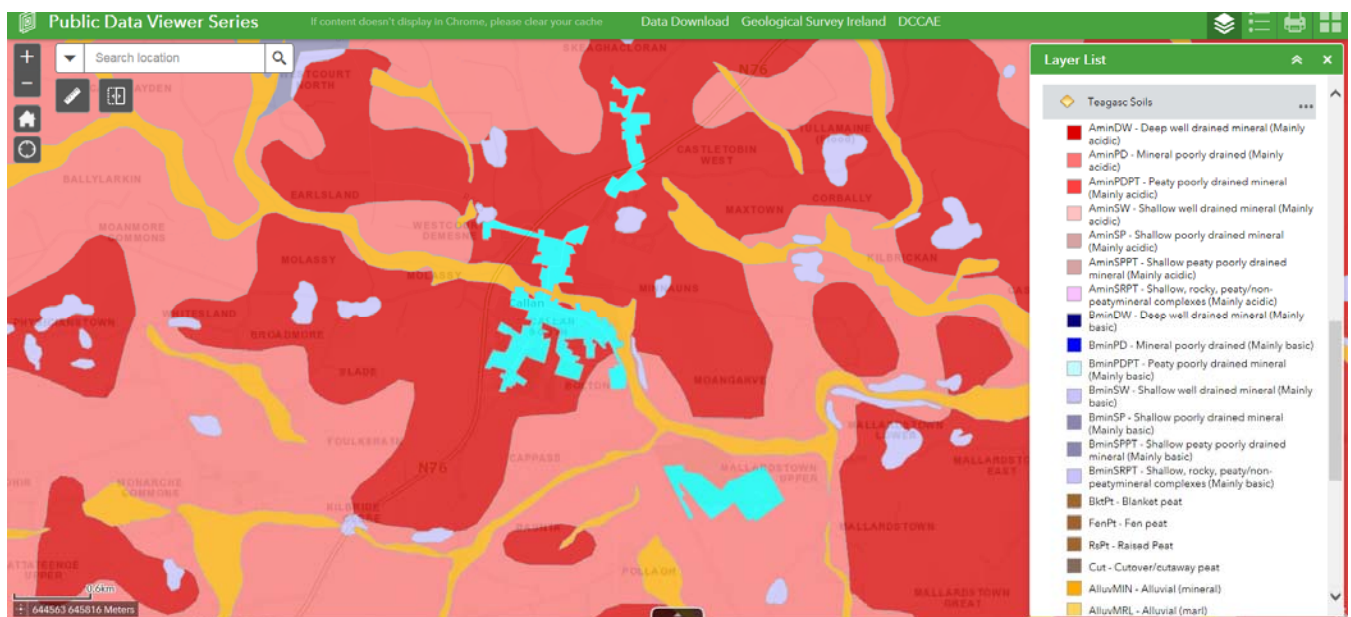 Public Data Viewer Series
If content doesn't display in Chrome, please clear your cache
Data Download Geological Survey Ireland DCCAE
Search location
SKEAGHACLORAN
WESTCOURT
NORTH
N76
BALLYLARKIN
CASTLETOBIN
WEST
EARLSLAND
CORBALLY
MAXTOWN
MOANMORE
COMMONS
DEMESNE
KILBRICKAN
MOLASSY
MOLASSY
MINNAUNS
Callan
WHITESLAND
PHYSICIANSTOWN
BROADMORE
SLADE
BOLTON
MOANGARVE
MALLARDSTOWN
LOWER
CAPPASS
N76
MALLARDSTOWN
UPPER
MALLARDSTOWN
MONARCHE
COMMONS
POLLAGH
UPPER
MALLARDSTOWN
GREAT
0.6km
644563 645816 Meters
Layer List
Teagasc Soils
AminDW - Deep well drained mineral (Mainly
acidic)
AminPD - Mineral poorly drained (Mainly
acidic)
AminPDPT - Peaty poorly drained mineral
(Mainly acidic)
AminSW - Shallow well drained mineral (Mainly
acidic)
AminSP - Shallow poorly drained mineral
(Mainly acidic)
AminSPPT - Shallow peaty poorly drained
mineral (Mainly acidic)
AminSRPT - Shallow, rocky, peaty/non-
peatymineral complexes (Mainly acidic)
BminDW - Deep well drained mineral (Mainly
basic)
BminPD - Mineral poorly drained (Mainly basic)
BminPDPT - Peaty poorly drained mineral
(Mainly basic)
BminSW - Shallow well drained mineral (Mainly
basic)
BminSP - Shallow poorly drained mineral
(Mainly basic)
BminSPPT - Shallow peaty poorly drained
mineral (Mainly basic)
BminSRPT - Shallow, rocky, peaty/non-
peatymineral complexes (Mainly basic)
BktPt - Blanket peat
FenPt - Fen peat
RsPt - Raised Peat
Cut - Cutover/cutaway peat
AlluvMIN - Alluvial (mineral)
AlluvMRL - Alluvial (marl)